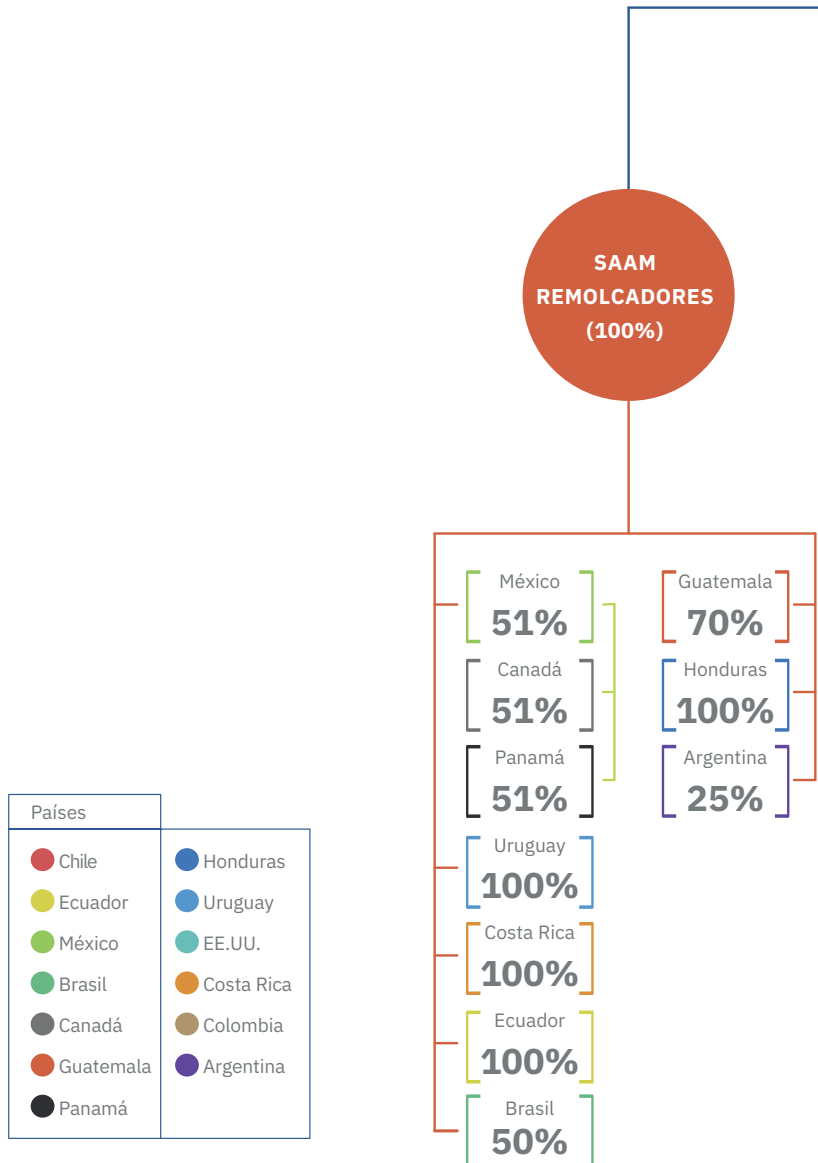 SAAM
REMOLCADORES
(100%)
México
51%
Canadá
51%
Panamá
51%
Uruguay
100%
Costa Rica
100%
Ecuador
100%
Brasil
50%
Guatemala
70%
Honduras
100%
Argentina
25%
Países
Chile
Ecuador
México
Brasil
Canadá
Guatemala
Panamá
Honduras
Uruguay
EE.UU.
Costa Rica
Colombia
Argentina